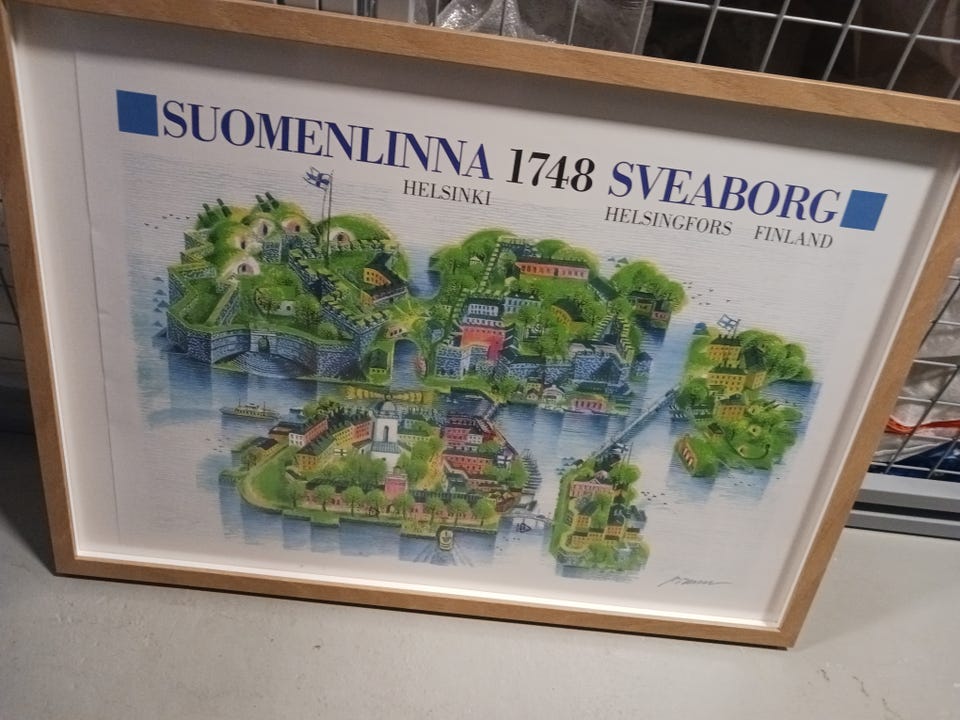 SUOMENLINNA 1748 SVEABORG
HELSINKI HELSINGFORS FINLAND